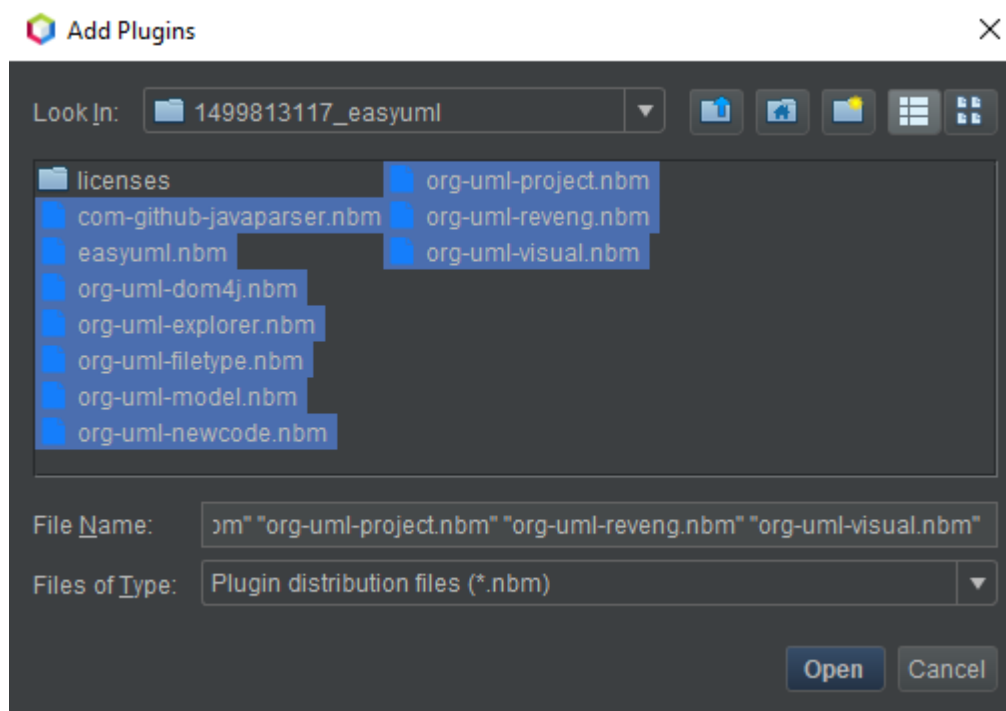 Add Plugins
Look In: 1499813117_easyuml
licenses
com-github-javaparser.nbm
easyuml.nbm
org-uml-dom4j.nbm
org-uml-explorer.nbm
org-uml-filetype.nbm
org-uml-model.nbm
org-uml-newcode.nbm
org-uml-project.nbm
org-uml-reveng.nbm
org-uml-visual.nbm
File Name: bm" "org-uml-project.nbm" "org-uml-reveng.nbm" "org-uml-visual.nbm"
Files of Type: Plugin distribution files (*.nbm)
Open Cancel